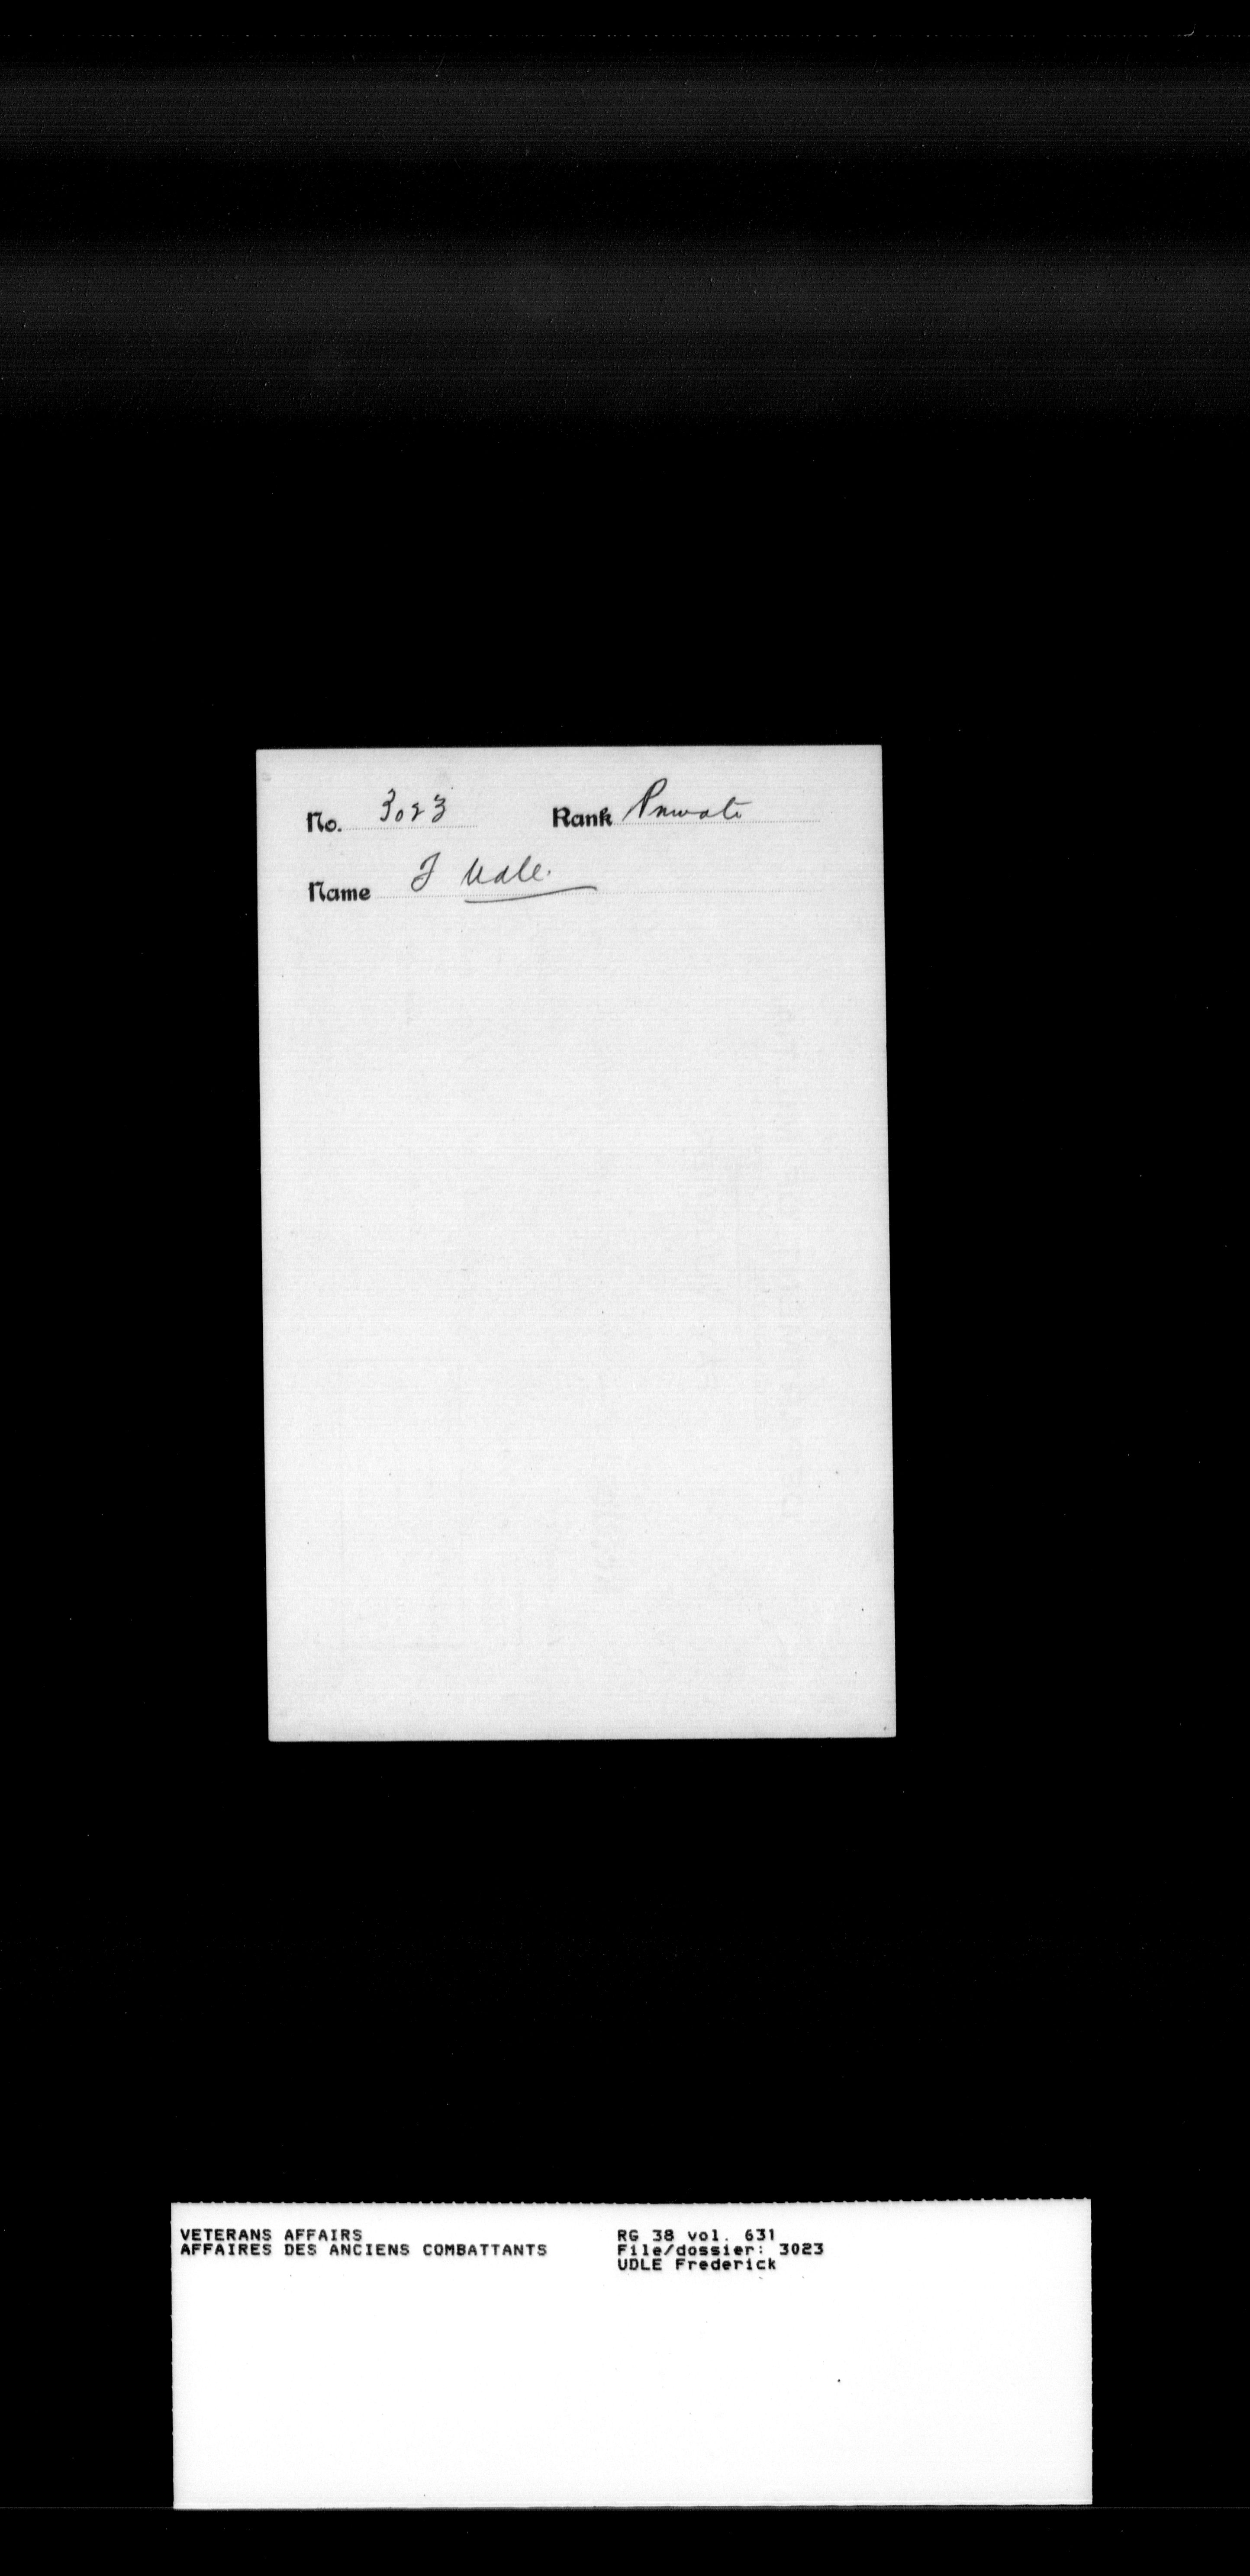 No. 3023 Rank Private
Name F Udle.
VETERANS AFFAIRS
AFFAIRES DES ANCIENS COMBATTANTS
RG 38 vol. 631
File/dossier: 3023
UDLE Frederick